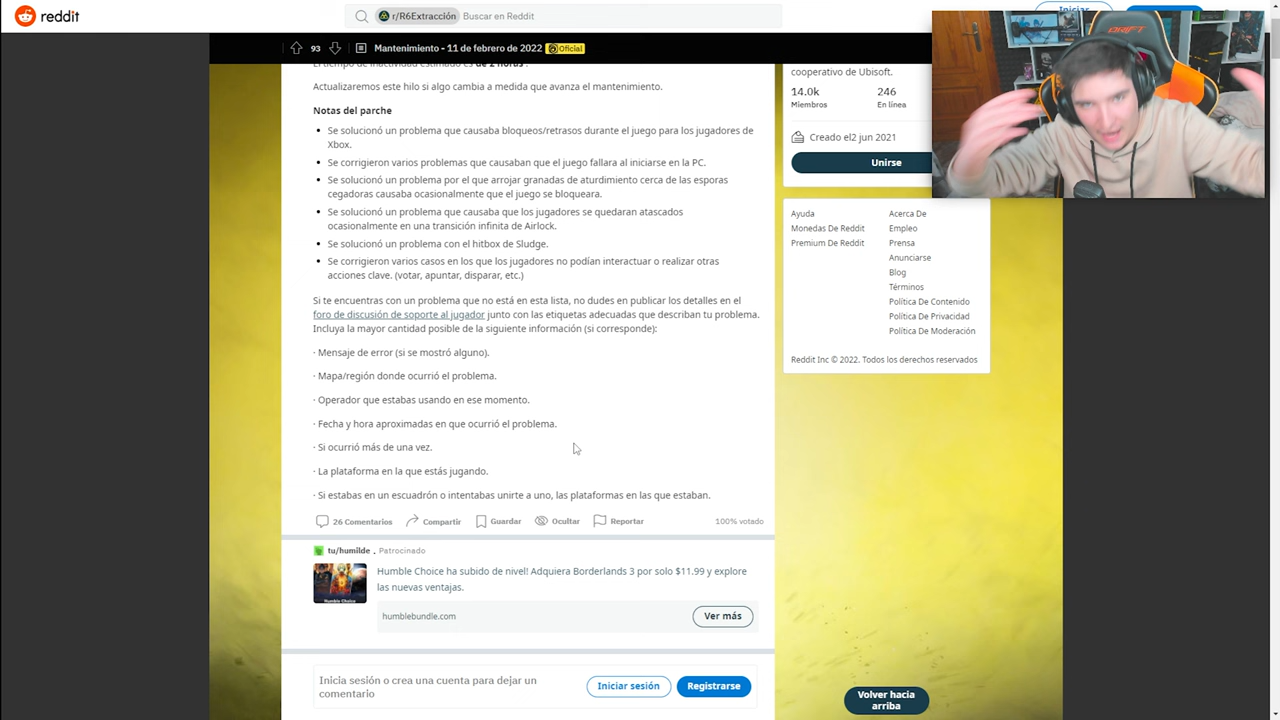 reddit
r/R6Extracción
Buscar en Reddit
Iniciar
93
Mantenimiento - 11 de febrero de 2022
Oficial
El tiempo de inactividad estimado es de 2 horas .
Actualizaremos este hilo si algo cambia a medida que avanza el mantenimiento.
Notas del parche
• Se solucionó un problema que causaba bloqueos/retrasos durante el juego para los jugadores de
Xbox.
• Se corrigieron varios problemas que causaban que el juego fallara al iniciarse en la PC.
• Se solucionó un problema por el que arrojar granadas de aturdimiento cerca de las esporas
cegadoras causaba ocasionalmente que el juego se bloqueara.
• Se solucionó un problema que causaba que los jugadores se quedaran atascados
ocasionalmente en una transición infinita de Airlock.
• Se solucionó un problema con el hitbox de Sludge.
• Se corrigieron varios casos en los que los jugadores no podían interactuar o realizar otras
acciones clave. (votar, apuntar, disparar, etc.)
Si te encuentras con un problema que no está en esta lista, no dudes en publicar los detalles en el
foro de discusión de soporte al jugador junto con las etiquetas adecuadas que describan tu problema.
Incluya la mayor cantidad posible de la siguiente información (si corresponde):
· Mensaje de error (si se mostró alguno).
· Mapa/región donde ocurrió el problema.
· Operador que estabas usando en ese momento.
· Fecha y hora aproximadas en que ocurrió el problema.
· Si ocurrió más de una vez.
· La plataforma en la que estás jugando.
· Si estabas en un escuadrón o intentabas unirte a uno, las plataformas en las que estaban.
26 Comentarios
Compartir
Guardar
Ocultar
Reportar
100% votado
tu/humilde . Patrocinado
Humble Choice ha subido de nivel! Adquiera Borderlands 3 por solo $11.99 y explore
las nuevas ventajas.
Humble Choice
humblebundle.com
Ver más
Inicia sesión o crea una cuenta para dejar un
comentario
Iniciar sesión
Registrarse
cooperativo de Ubisoft.
14.0k
246
Miembros
En línea
Creado el2 jun 2021
Unirse
Ayuda
Acerca De
Monedas De Reddit
Empleo
Premium De Reddit
Prensa
Anunciarse
Blog
Términos
Política De Contenido
Política De Privacidad
Política De Moderación
Reddit Inc © 2022. Todos los derechos reservados
Volver hacia
arriba
DRIFT